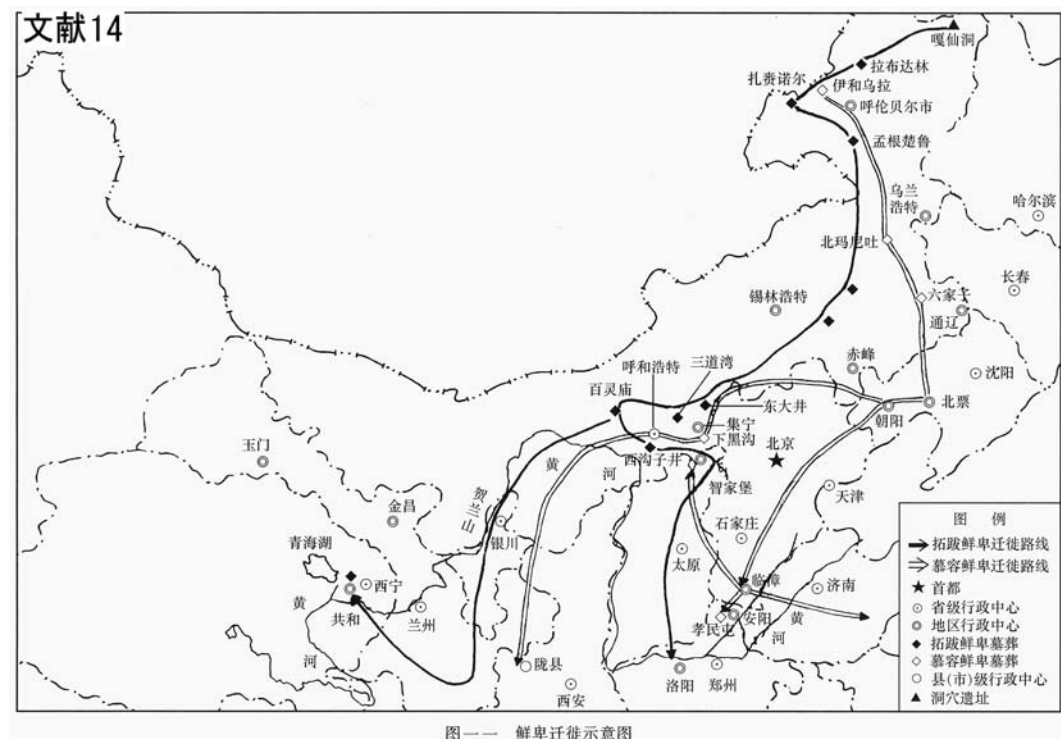 文献14
嘎仙洞
拉布达林
扎赉诺尔
伊和乌拉
呼伦贝尔市
孟根楚鲁
乌兰
浩特
哈尔滨
北玛尼吐
长春
锡林浩特
六家子
通辽
呼和浩特
三道湾
赤峰
沈阳
百灵庙
东大井
北票
朝阳
集宁
下黑沟
北京
玉门
黄
河
西沟子井
智家堡
天津
贺兰山
金昌
银川
石家庄
太原
青海湖
西宁
黄
河
共和
兰州
临漳
济南
安阳
孝民屯
黄
河
陇县
西安
洛阳
郑州
图例
拓跋鲜卑迁徙路线
慕容鲜卑迁徙路线
首都
省级行政中心
地区行政中心
拓跋鲜卑墓葬
慕容鲜卑墓葬
县(市)级行政中心
洞穴遗址
图一一 鲜卑迁徙示意图